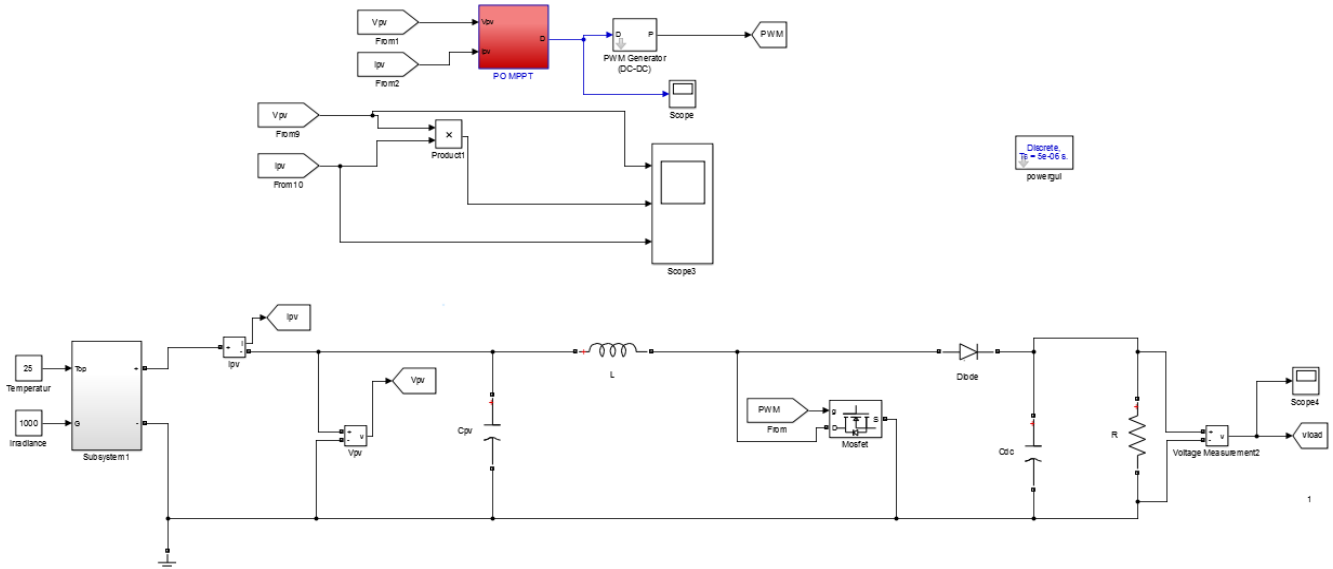 Vpv
From1
Ipv
From2
Vpv
Ipv
D
PO MPPT
D
P
PWM Generator
(DC-DC)
PWM
Scope
Vpv
From9
Ipv
From10
×
Product1
Scope3
Discrete,
Ts = 5e-06 s.
powergui
25
Temperatur
1000
Irradiance
Top
G
+
-
Subsystem1
+
i
-
Ipv
Ipv
+
-
v
Vpv
Vpv
+
Cpv
+
L
PWM
From
g
D
S
Mosfet
Diode
+
Cdc
+
R
+
-
v
Voltage Measurement2
Scope4
vload
1